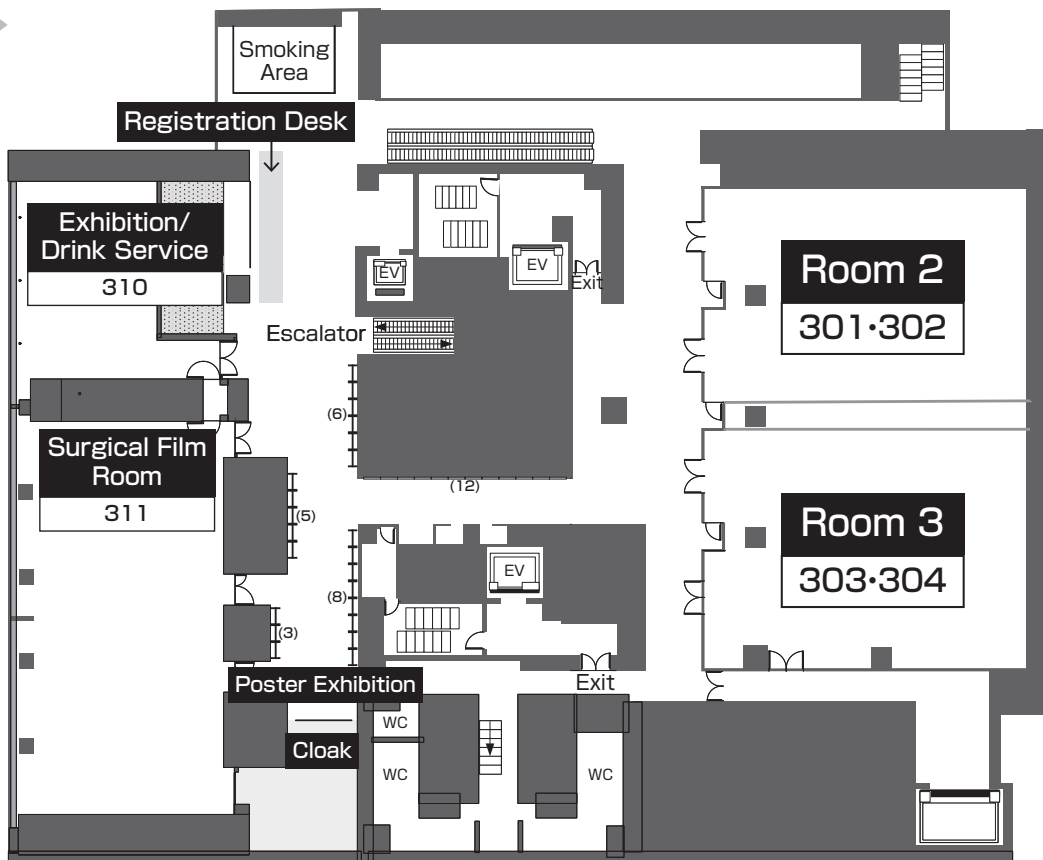 Smoking
Area
Registration Desk
Exhibition/
Drink Service
310
EV
EV
Exit
Room 2
301・302
Escalator
(6)
(12)
Surgical Film
Room
311
(5)
Room 3
303・304
EV
(8)
(3)
Poster Exhibition
Exit
WC
Cloak
WC
WC